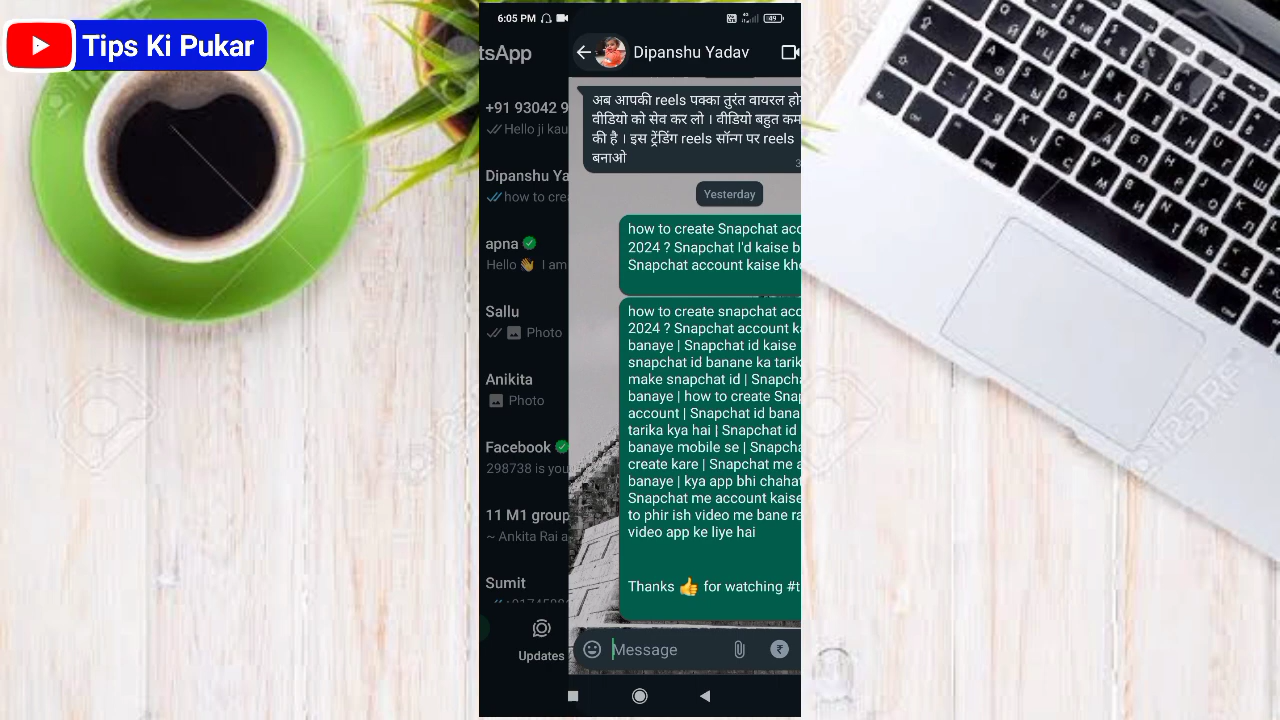 Tips Ki Pukar
6:05 PM
49
tsApp
Dipanshu Yadav
+91 93042 9
Hello ji kau
Dipanshu Ya
how to crea
apna
Hello 👋 I am
Sallu
Photo
Anikita
Photo
Facebook
298738 is you
11 M1 group
~ Ankita Rai a
Sumit
Updates
अब आपकी reels पक्का तुरंत वायरल हो
वीडियो को सेव कर लो । वीडियो बहुत कम
की है । इस ट्रेंडिंग reels सॉन्ग पर reels
बनाओ
Yesterday
how to create Snapchat acc
2024 ? Snapchat I'd kaise b
Snapchat account kaise kho
how to create snapchat acc
2024 ? Snapchat account ka
banaye | Snapchat id kaise
snapchat id banane ka tarik
make snapchat id | Snapcha
banaye | how to create Snap
account | Snapchat id bana
tarika kya hai | Snapchat id
banaye mobile se | Snapcha
create kare | Snapchat me a
banaye | kya app bhi chahat
Snapchat me account kaise
to phir ish video me bane ra
video app ke liye hai
Thanks 👍 for watching #t
Message